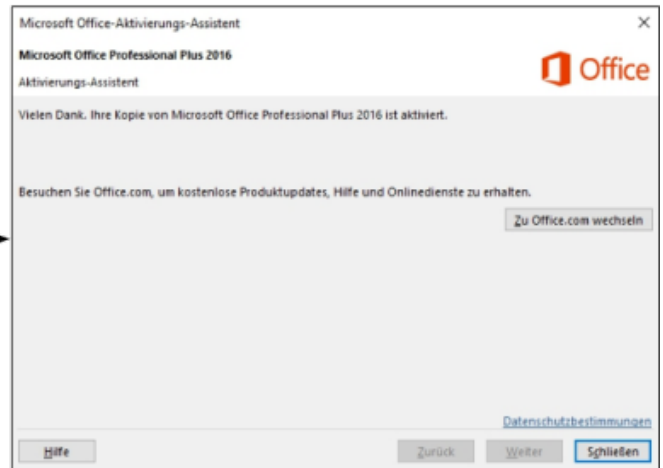 Microsoft Office-Aktivierungs-Assistent
Microsoft Office Professional Plus 2016
Office
Aktivierungs-Assistent
Vielen Dank. Ihre Kopie von Microsoft Office Professional Plus 2016 ist aktiviert.
Besuchen Sie Office.com, um kostenlose Produktupdates, Hilfe und Onlinedienste zu erhalten.
Zu Office.com wechseln
Datenschutzbestimmungen
Hilfe Zurück Weiter Schließen